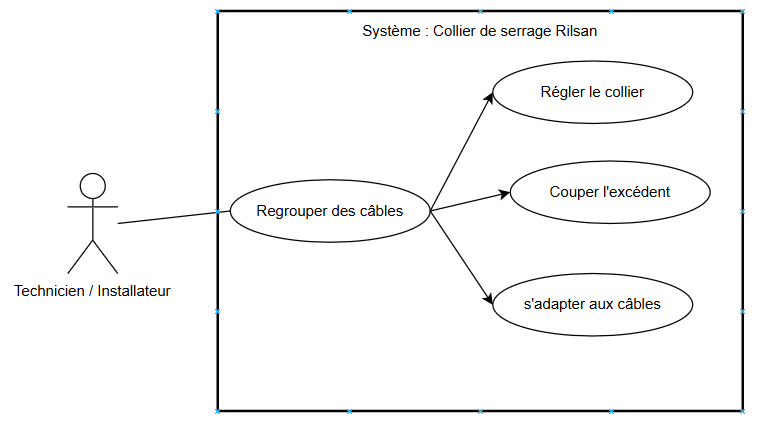 Système : Collier de serrage Rilsan
Régler le collier
Couper l'excédent
Regrouper des câbles
s'adapter aux câbles
Technicien / Installateur